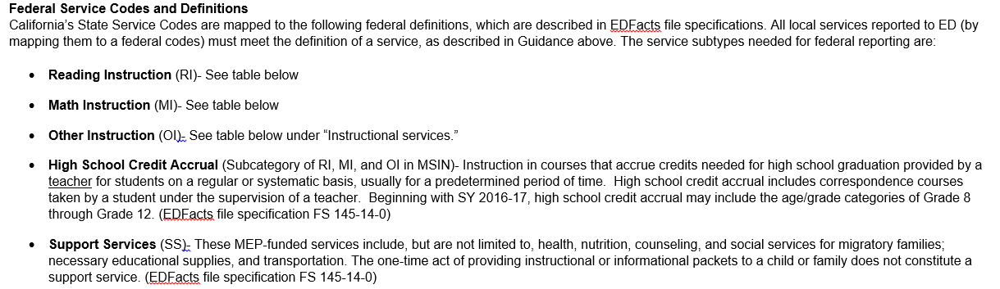 Federal Service Codes and Definitions
California's State Service Codes are mapped to the following federal definitions, which are described in EDFacts file specifications. All local services reported to ED (by
mapping them to a federal codes) must meet the definition of a service, as described in Guidance above. The service subtypes needed for federal reporting are:
• Reading Instruction (RI)- See table below
• Math Instruction (MI)- See table below
• Other Instruction (OI)- See table below under “Instructional services.”
• High School Credit Accrual (Subcategory of RI, MI, and OI in MSIN)- Instruction in courses that accrue credits needed for high school graduation provided by a
teacher for students on a regular or systematic basis, usually for a predetermined period of time. High school credit accrual includes correspondence courses
taken by a student under the supervision of a teacher. Beginning with SY 2016-17, high school credit accrual may include the age/grade categories of Grade 8
through Grade 12. (EDFacts file specification FS 145-14-0)
• Support Services (SS)- These MEP-funded services include, but are not limited to, health, nutrition, counseling, and social services for migratory families;
necessary educational supplies, and transportation. The one-time act of providing instructional or informational packets to a child or family does not constitute a
support service. (EDFacts file specification FS 145-14-0)